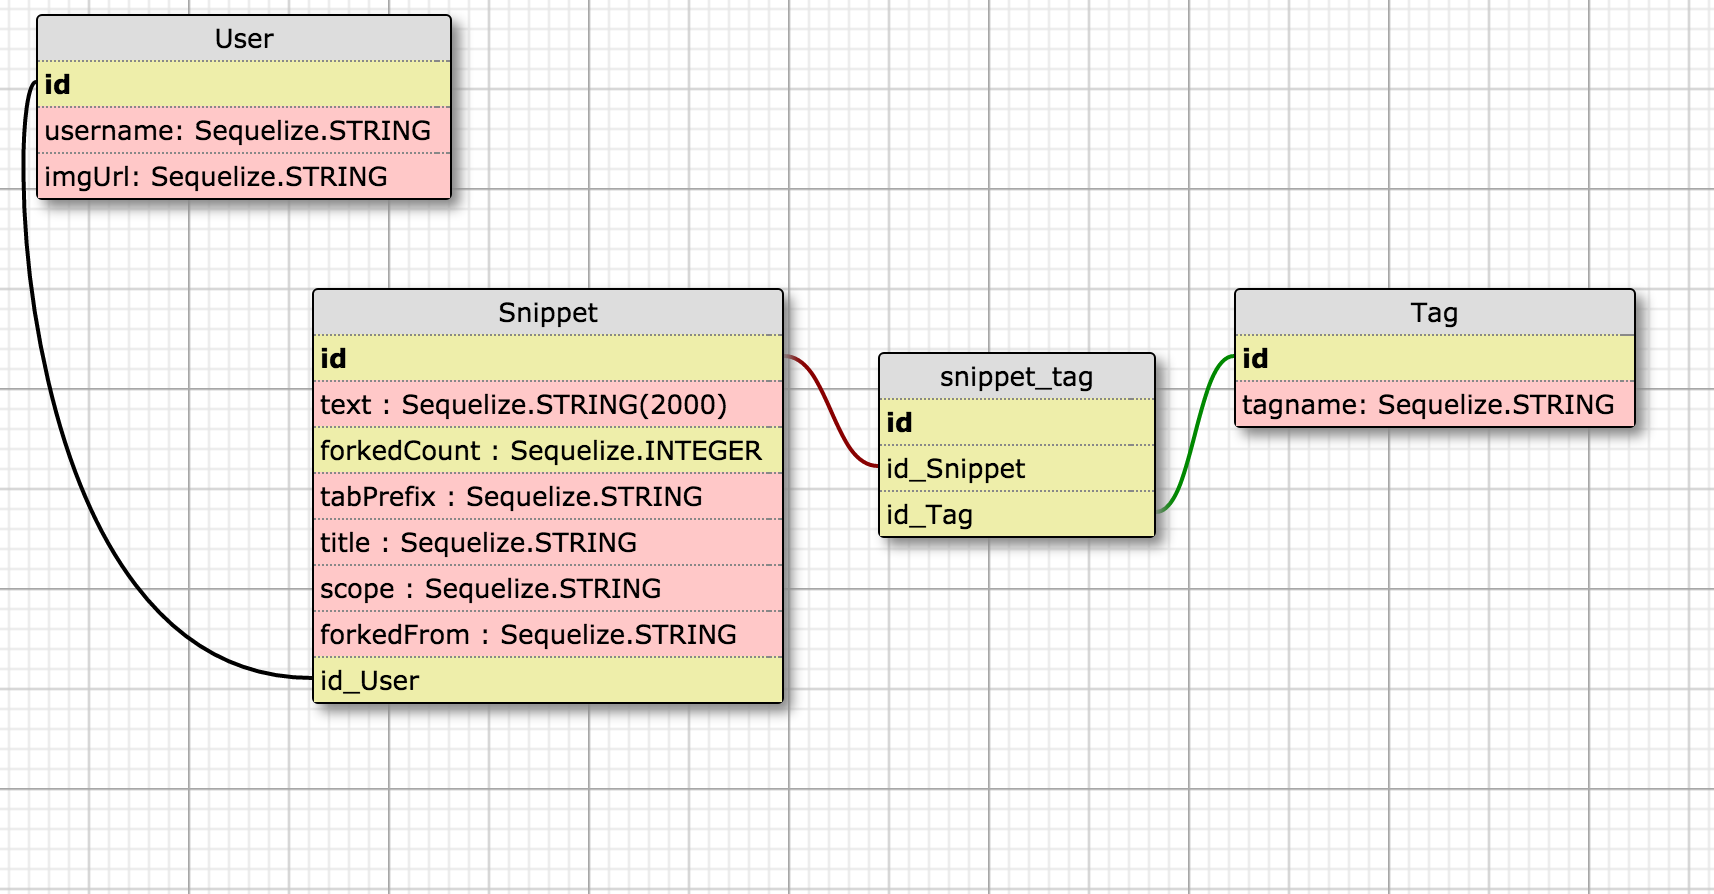 User
id
username: Sequelize.STRING
imgUrl: Sequelize.STRING
Snippet
id
text : Sequelize.STRING(2000)
forkedCount : Sequelize.INTEGER
tabPrefix : Sequelize.STRING
title : Sequelize.STRING
scope : Sequelize.STRING
forkedFrom : Sequelize.STRING
id_User
snippet_tag
id
id_Snippet
id_Tag
Tag
id
tagname: Sequelize.STRING